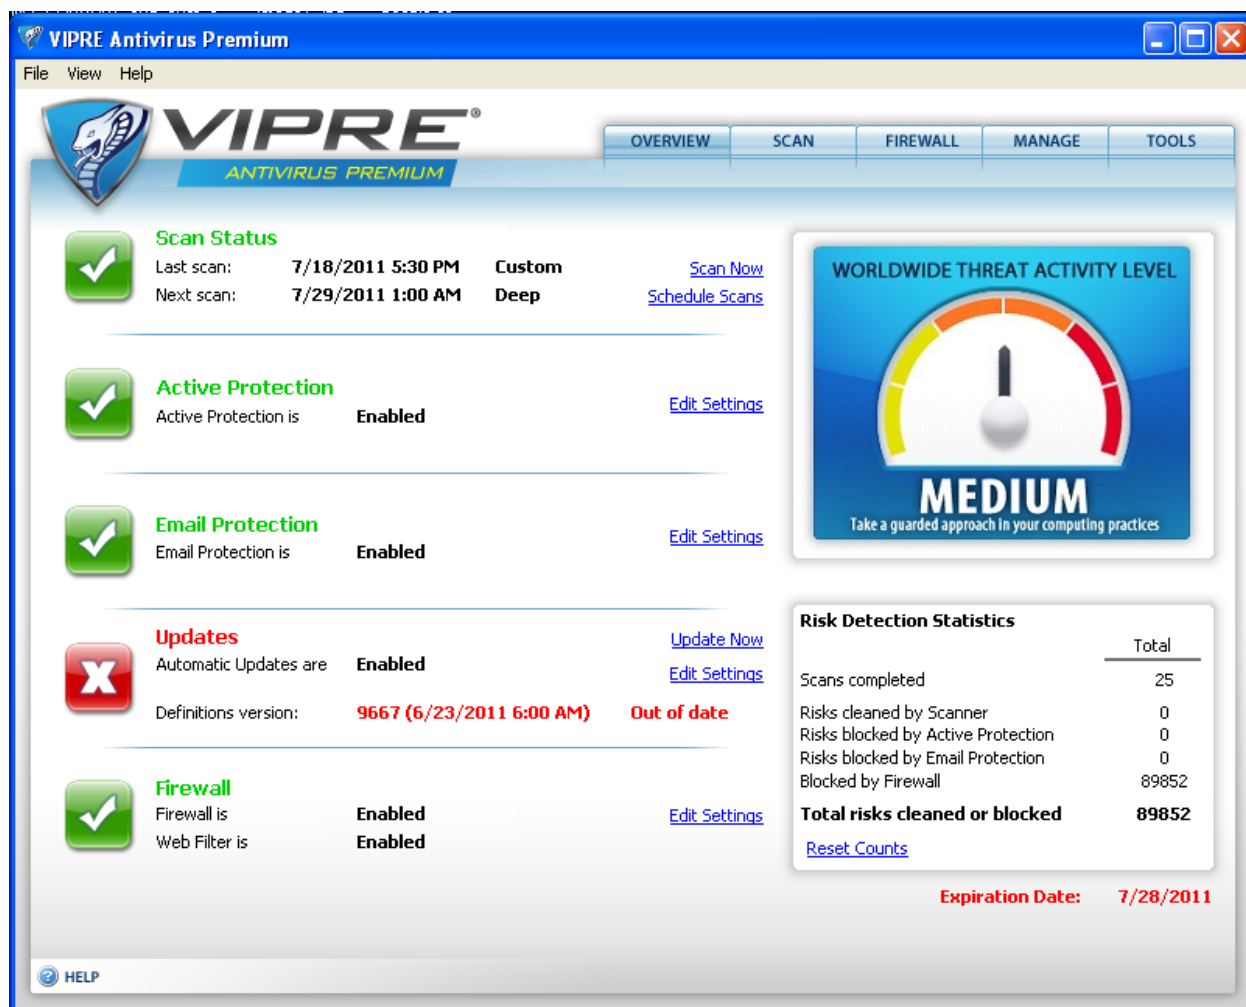 VIPRE Antivirus Premium
File View Help
VIPRE®
ANTIVIRUS PREMIUM
OVERVIEW SCAN FIREWALL MANAGE TOOLS
Scan Status
Last scan: 7/18/2011 5:30 PM Custom Scan Now
Next scan: 7/29/2011 1:00 AM Deep Schedule Scans
Active Protection
Active Protection is Enabled Edit Settings
Email Protection
Email Protection is Enabled Edit Settings
Updates
Update Now
Automatic Updates are Enabled
Edit Settings
Definitions version: 9667 (6/23/2011 6:00 AM) Out of date
Firewall
Firewall is Enabled Edit Settings
Web Filter is Enabled
WORLDWIDE THREAT ACTIVITY LEVEL
MEDIUM
Take a guarded approach in your computing practices
Risk Detection Statistics
Total
Scans completed 25
Risks cleaned by Scanner 0
Risks blocked by Active Protection 0
Risks blocked by Email Protection 0
Blocked by Firewall 89852
Total risks cleaned or blocked 89852
Reset Counts
Expiration Date: 7/28/2011
HELP